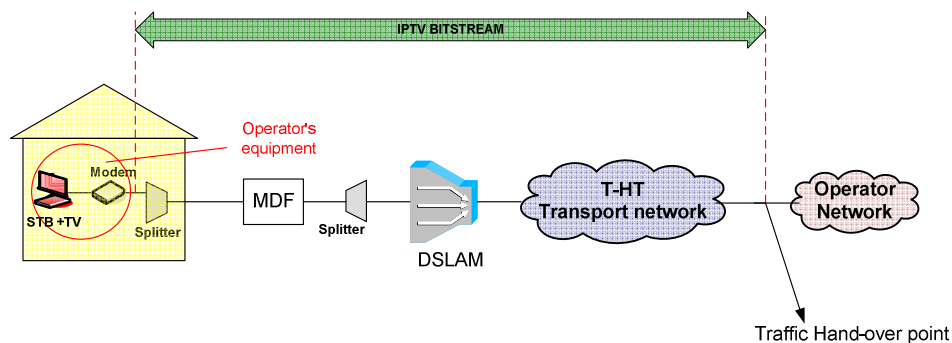 IPTV BITSTREAM
Operator's
equipment
Modem
STB +TV
Splitter
MDF
Splitter
DSLAM
T-HT
Transport network
Operator
Network
Traffic Hand-over point